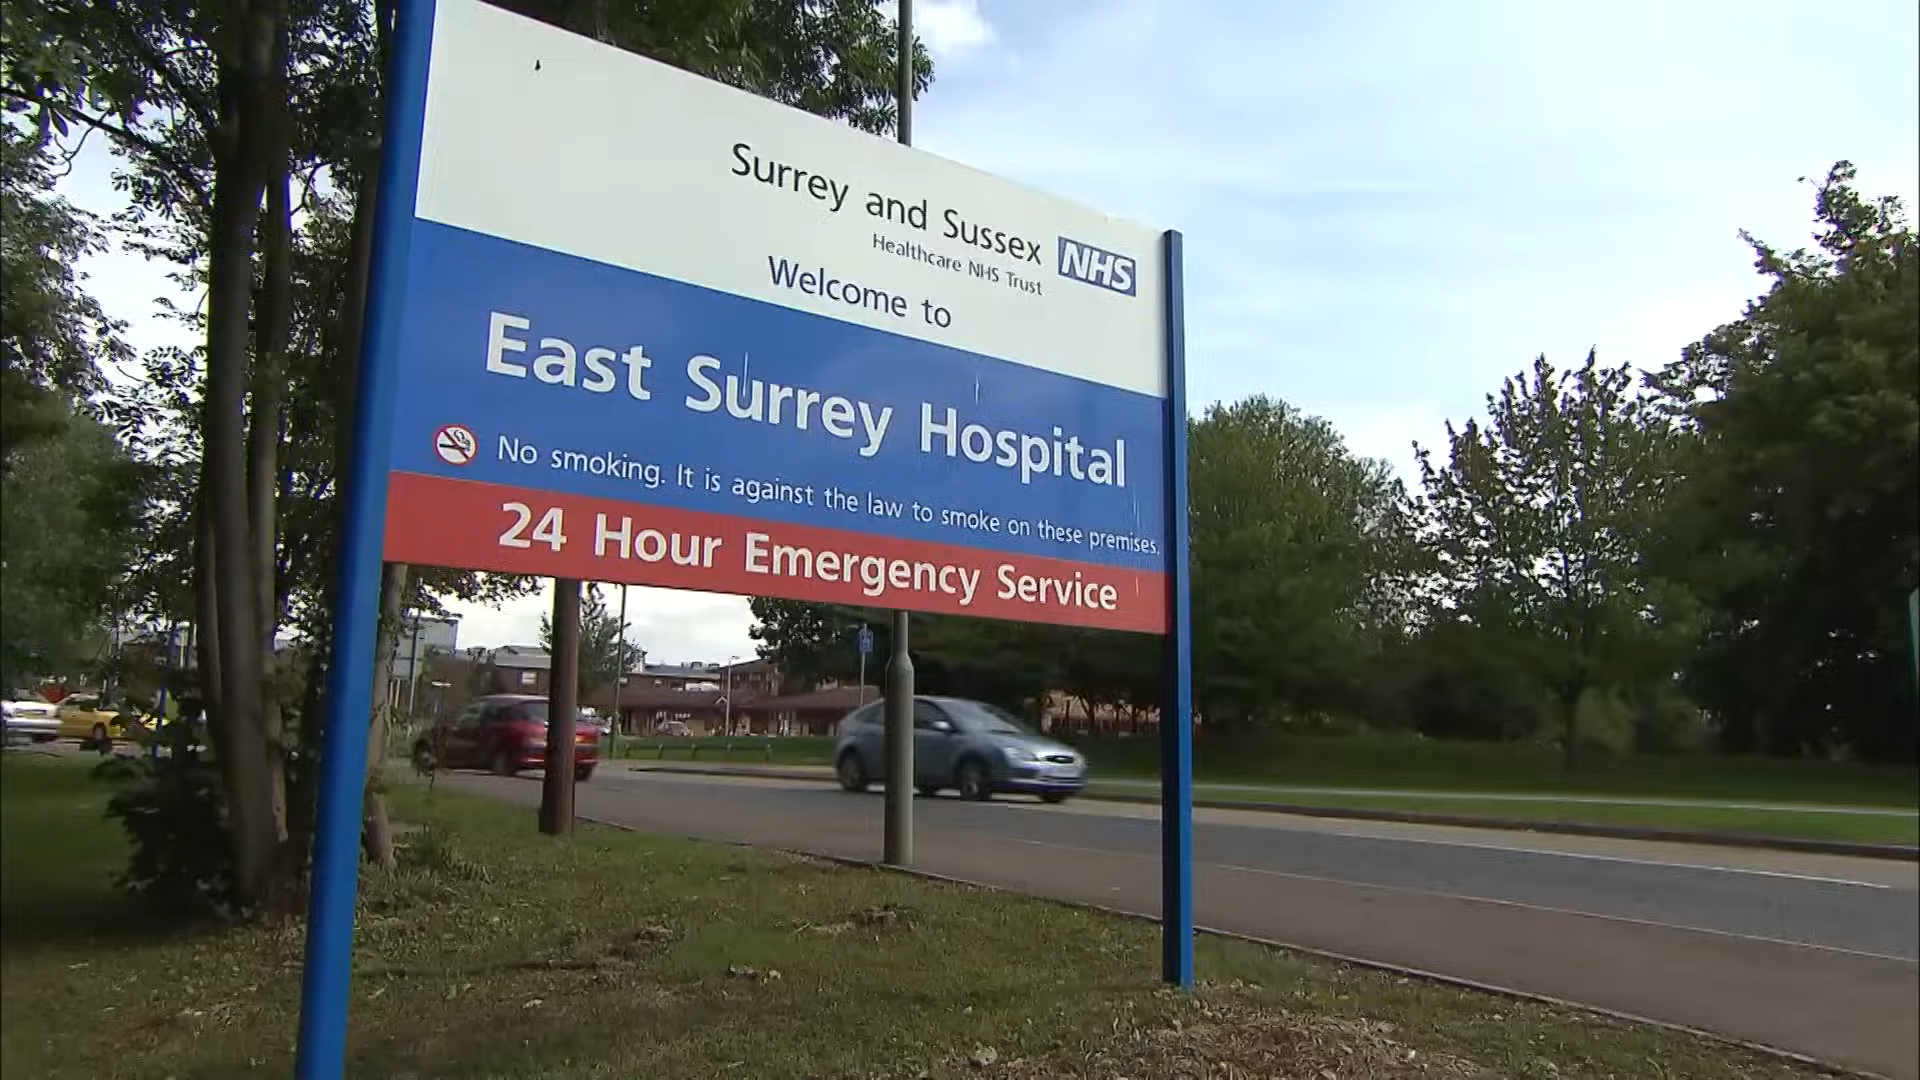 Surrey and Sussex
Healthcare NHS Trust
NHS
Welcome to
East Surrey Hospital
No smoking. It is against the law to smoke on these premises.
24 Hour Emergency Service